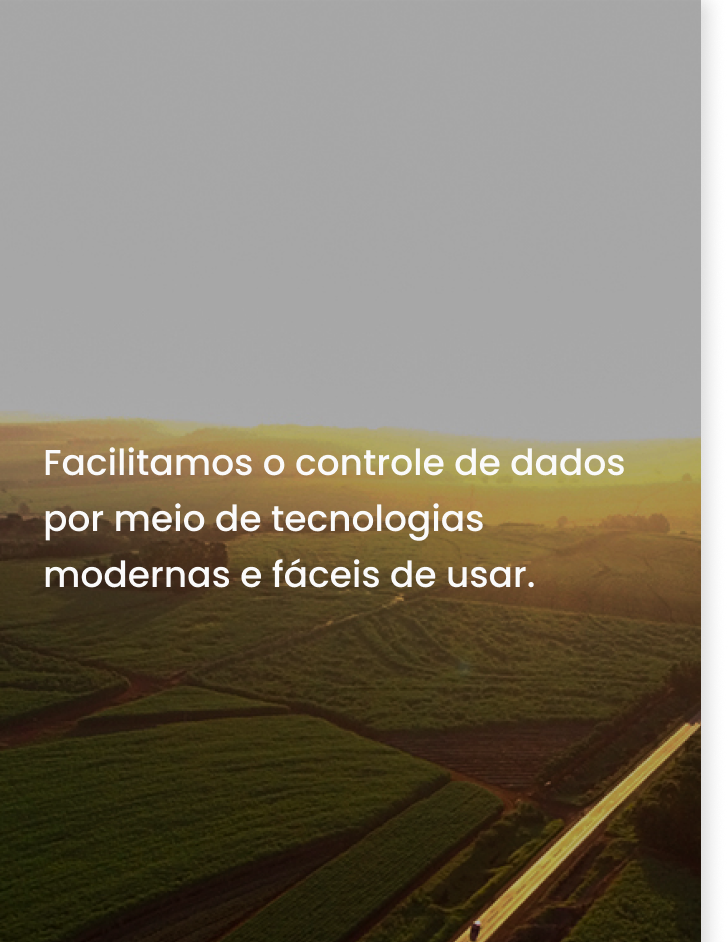 Facilitamos o controle de dados
por meio de tecnologias
modernas e fáceis de usar.